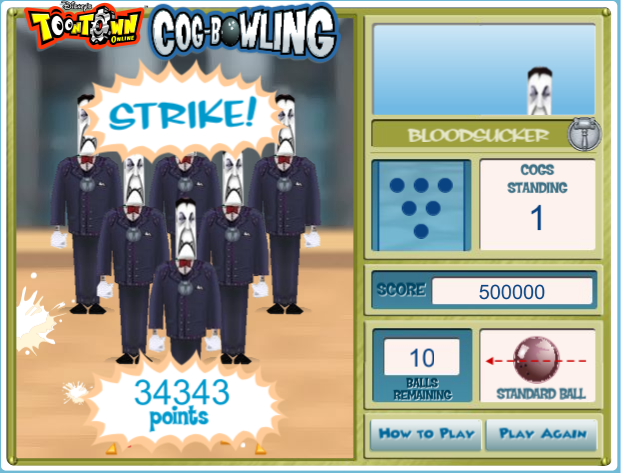 Disney's
TOONTOWN
ONLINE
COG-BOWLING
STRIKE!
BLOODSUCKER
COGS
STANDING
1
SCORE 500000
10
BALLS
REMAINING
STANDARD BALL
34343
points
HOW TO PLAY
PLAY AGAIN